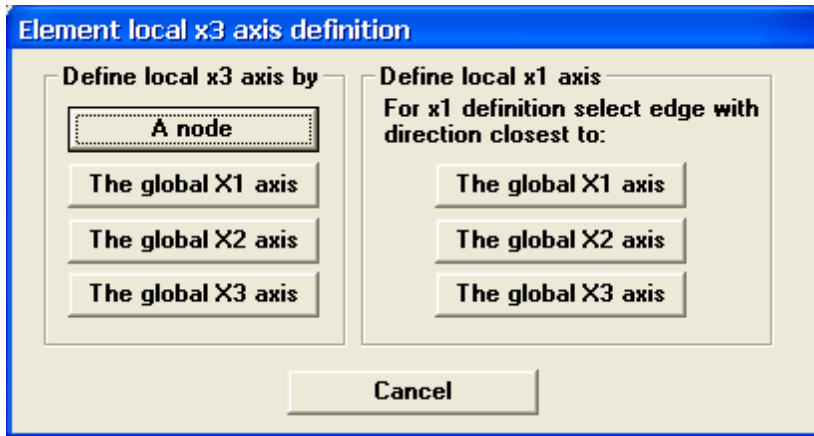 Element local x3 axis definition
Define local x3 axis by
A node
The global X1 axis
The global X2 axis
The global X3 axis
Define local x1 axis
For x1 definition select edge with
direction closest to:
The global X1 axis
The global X2 axis
The global X3 axis
Cancel